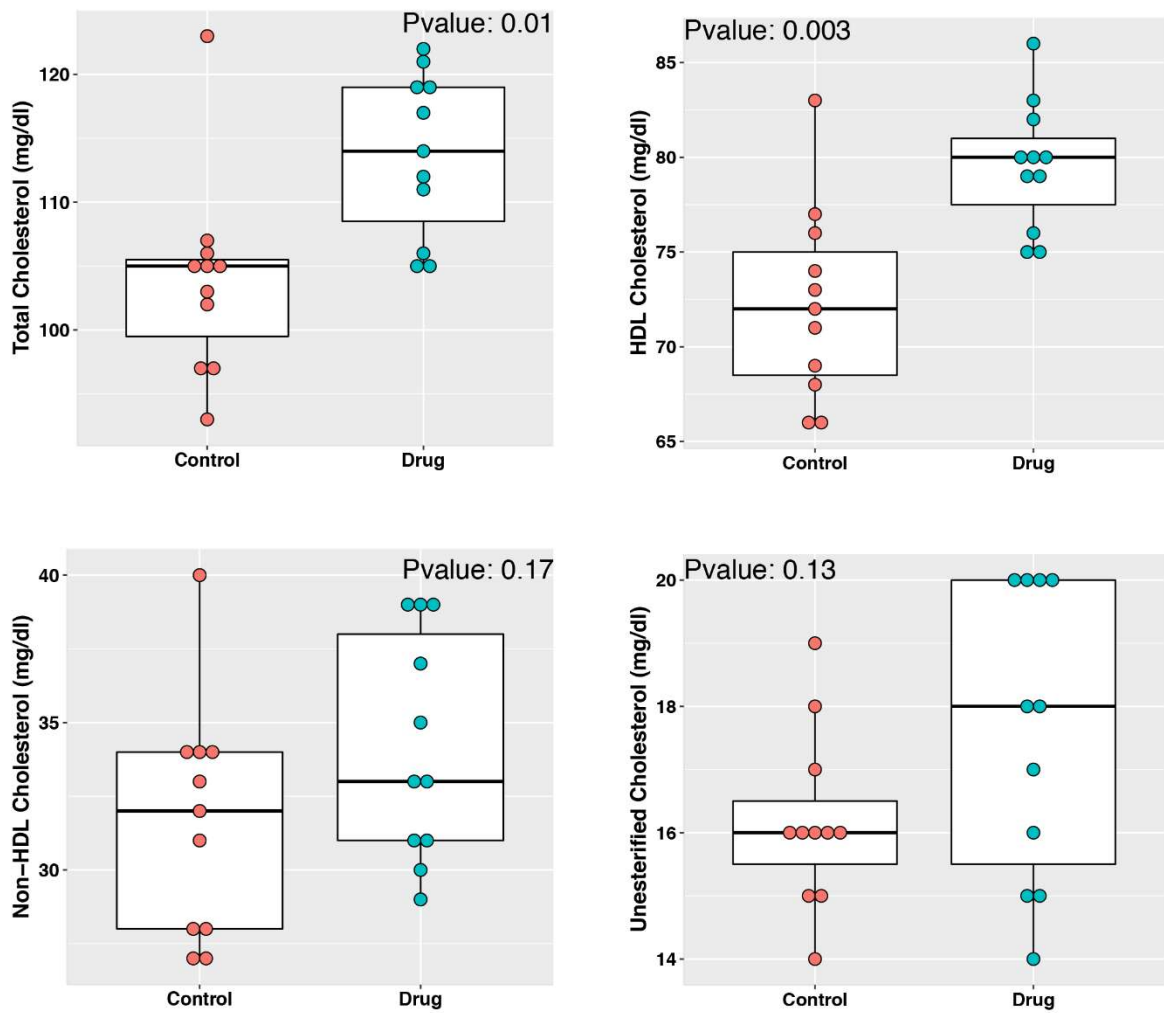 Pvalue: 0.01
Total Cholesterol (mg/dl)
120
110
100
Control Drug
Pvalue: 0.003
HDL Cholesterol (mg/dl)
85
80
75
70
65
Control Drug
Pvalue: 0.17
Non−HDL Cholesterol (mg/dl)
40
35
30
Control Drug
Pvalue: 0.13
Unesterified Cholesterol (mg/dl)
20
18
16
14
Control Drug